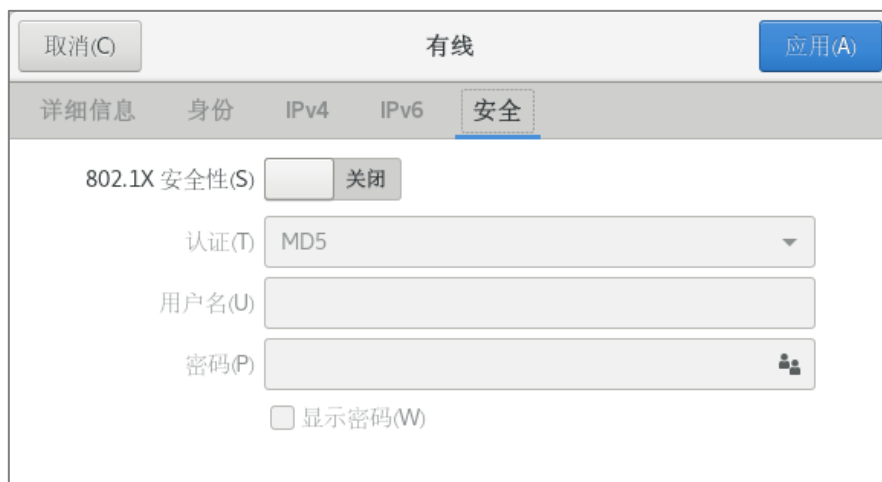 取消(C) 有线 应用(A)
详细信息 身份 IPv4 IPv6 安全
802.1X 安全性(S) 关闭
认证(T) MD5
用户名(U)
密码(P)
显示密码(W)